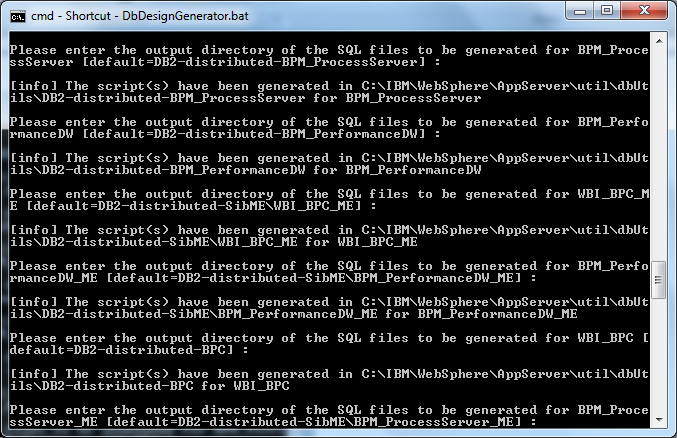 cmd - Shortcut - DbDesignGenerator.bat
Please enter the output directory of the SQL files to be generated for BPM_Proce
ssServer [default=DB2-distributed-BPM_ProcessServer] :
[info] The script(s) have been generated in C:\IBM\WebSphere\AppServer\util\dbUt
ils\DB2-distributed-BPM_ProcessServer for BPM_ProcessServer
Please enter the output directory of the SQL files to be generated for BPM_Perfo
rmanceDW [default=DB2-distributed-BPM_PerformanceDW] :
[info] The script(s) have been generated in C:\IBM\WebSphere\AppServer\util\dbUt
ils\DB2-distributed-BPM_PerformanceDW for BPM_PerformanceDW
Please enter the output directory of the SQL files to be generated for WBI_BPC_M
E [default=DB2-distributed-SibME\WBI_BPC_ME] :
[info] The script(s) have been generated in C:\IBM\WebSphere\AppServer\util\dbUt
ils\DB2-distributed-SibME\WBI_BPC_ME for WBI_BPC_ME
Please enter the output directory of the SQL files to be generated for BPM_Perfo
rmanceDW_ME [default=DB2-distributed-SibME\BPM_PerformanceDW_ME] :
[info] The script(s) have been generated in C:\IBM\WebSphere\AppServer\util\dbUt
ils\DB2-distributed-SibME\BPM_PerformanceDW_ME for BPM_PerformanceDW_ME
Please enter the output directory of the SQL files to be generated for WBI_BPC [
default=DB2-distributed-BPC] :
[info] The script(s) have been generated in C:\IBM\WebSphere\AppServer\util\dbUt
ils\DB2-distributed-BPC for WBI_BPC
Please enter the output directory of the SQL files to be generated for BPM_Proce
ssServer_ME [default=DB2-distributed-SibME\BPM_ProcessServer_ME] :